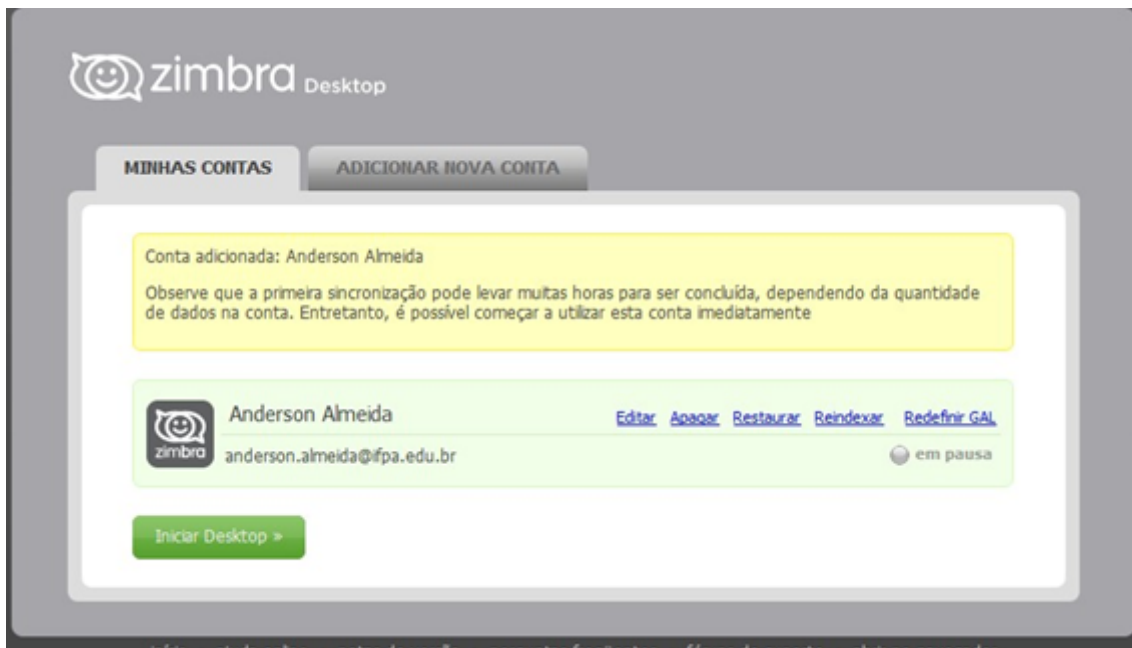 zimbra Desktop
MINHAS CONTAS
ADICIONAR NOVA CONTA
Conta adicionada: Anderson Almeida
Observe que a primeira sincronização pode levar muitas horas para ser concluída, dependendo da quantidade
de dados na conta. Entretanto, é possível começar a utilizar esta conta imediatamente
Anderson Almeida
Editar Apagar Restaurar Reindexar Redefinir GAL
zimbra
anderson.almeida@ifpa.edu.br
em pausa
Iniciar Desktop »